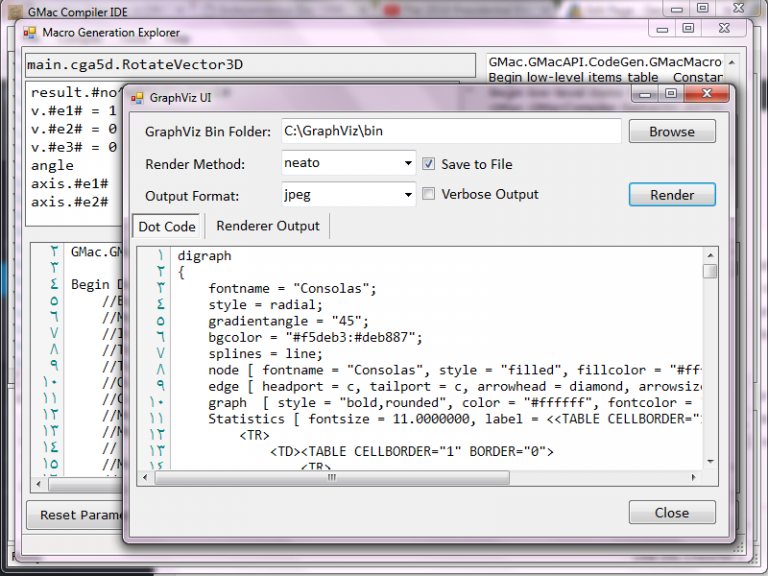 GMac Compiler IDE
Macro Generation Explorer
main.cga5d.RotateVector3D
GMac.GMacAPI.CodeGen.GMacMacro
Begin low-level items table Constan
result.#no
v.#e1# = 1
v.#e2# = 0
v.#e3# = 0
angle
axis.#e1#
axis.#e2#
GraphViz UI
GraphViz Bin Folder: C:\GraphViz\bin Browse
Render Method: neato Save to File
Output Format: jpeg Verbose Output Render
Dot Code Renderer Output
٢ GMac.GM
٣
٤ Begin D
٥ //
٦ //M
٧ //I
٨ //T
٩ //T
١٠ //C
١١ //C
١٢ //M
١٣ //M
١٤ //
١٥ //M
١ digraph
٢ {
٣ fontname = "Consolas";
٤ style = radial;
٥ gradientangle = "45";
٦ bgcolor = "#f5deb3:#deb887";
٧ splines = line;
٨ node [ fontname = "Consolas", style = "filled", fillcolor = "#ff
٩ edge [ headport = c, tailport = c, arrowhead = diamond, arrowsiz
١٠ graph [ style = "bold,rounded", color = "#ffffff", fontcolor =
١١ Statistics [ fontsize = 11.0000000, label = <<TABLE CELLBORDER="
١٢ <TR>
١٣ <TD><TABLE CELLBORDER="1" BORDER="0">
١٤ <TR>
Reset Parame
Close